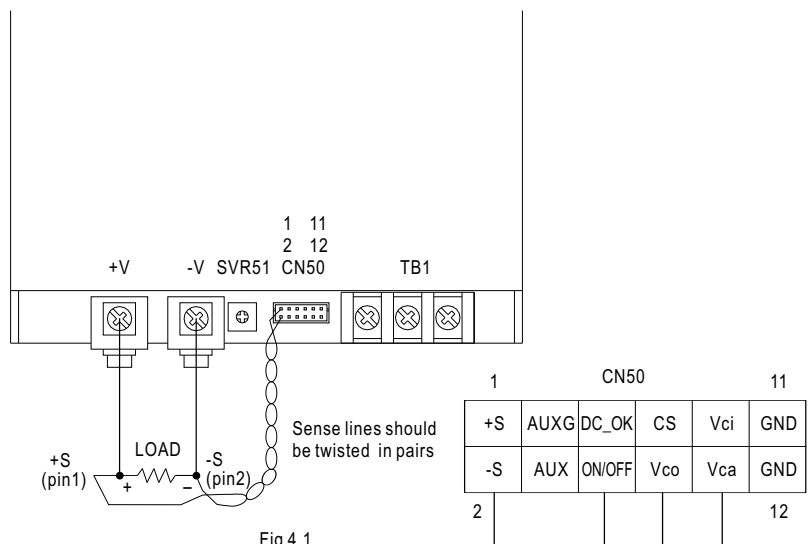 1 11
2 12
+V -V SVR51 CN50 TB1
Sense lines should
be twisted in pairs
LOAD
+S
(pin1)
-S
(pin2)
+ –
Fig 4.1
CN50
1 11
+S AUXG DC_OK CS Vci GND
-S AUX ON/OFF Vco Vca GND
2 12